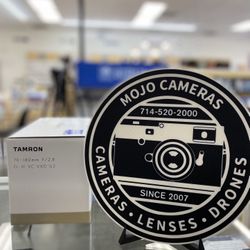 MOJO CAMERAS
714-520-2000
SINCE 2007
CAMERAS • LENSES • DRONES
TAMRON
70-180mm F/2.8
Di III VC VXD G2